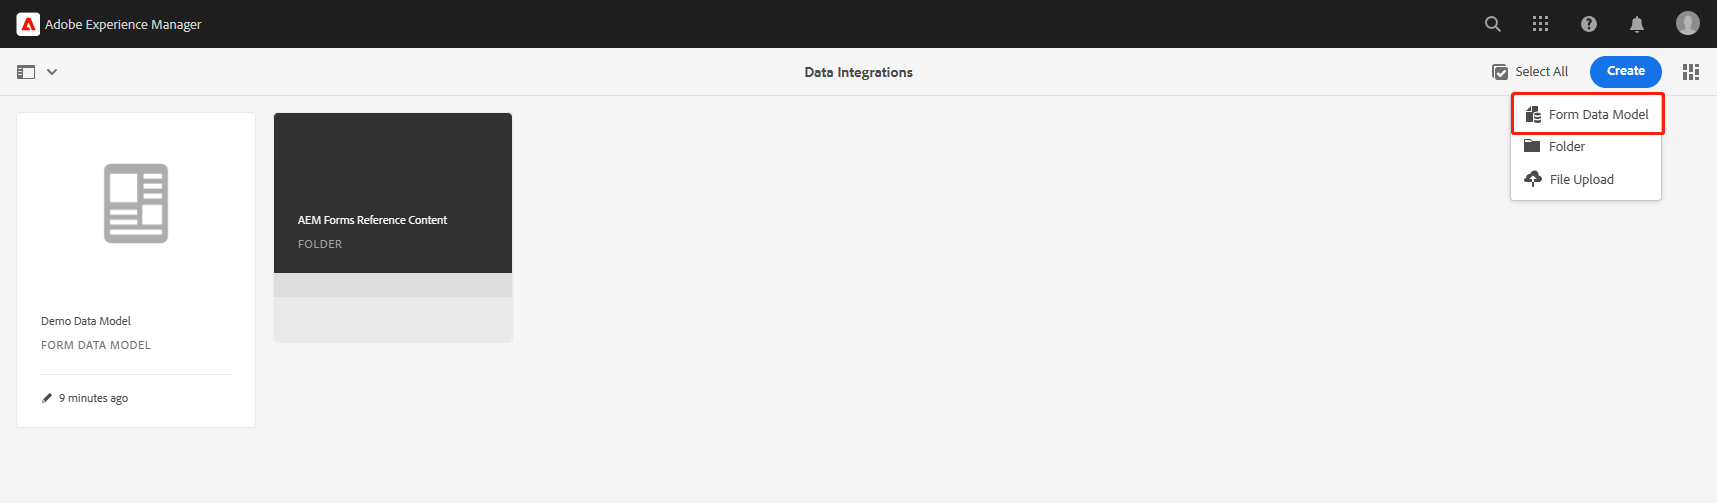 Adobe Experience Manager
Data Integrations
Select All
Create
Form Data Model
Folder
File Upload
AEM Forms Reference Content
FOLDER
Demo Data Model
FORM DATA MODEL
9 minutes ago